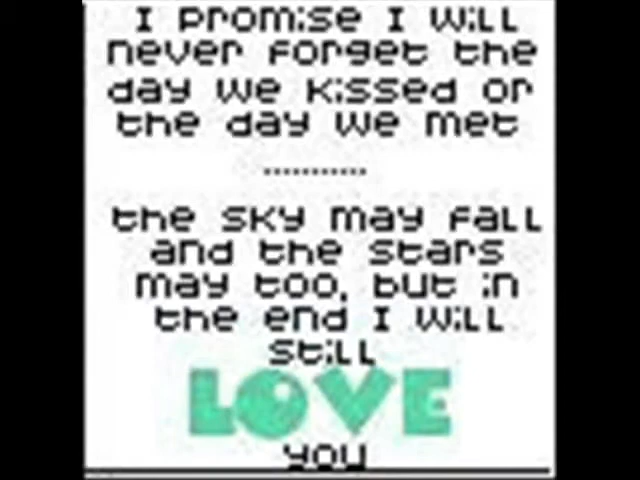 I promise I will
never forget the
day we kissed or
the day we met
...........
the sky may fall
and the stars
may too, but in
the end I will
still
LOVE
you